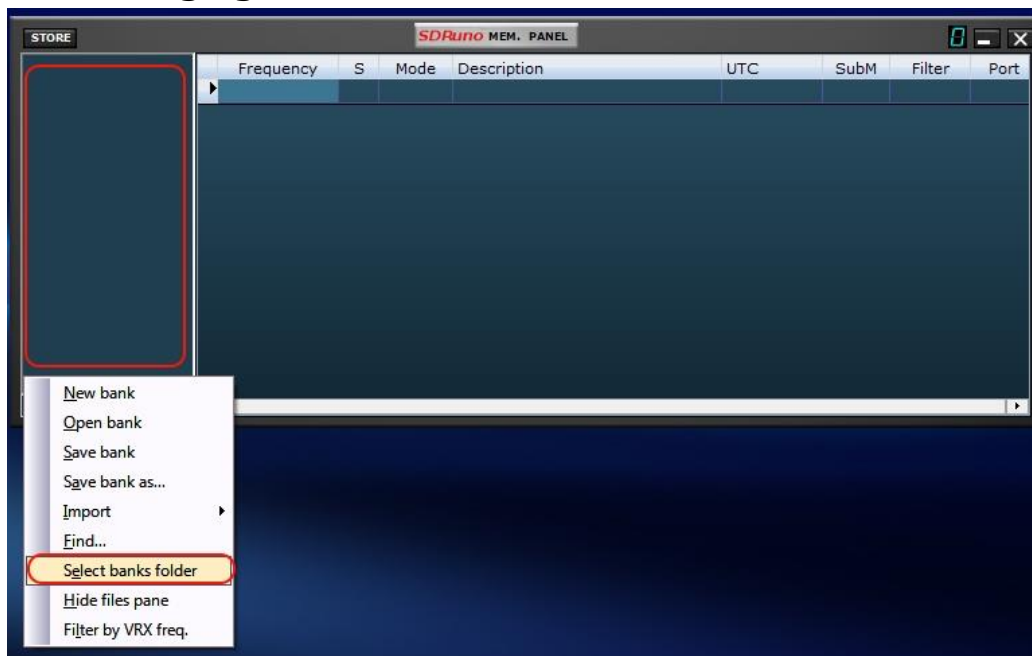 STORE
SDRuno MEM. PANEL
0
Frequency S Mode Description UTC SubM Filter Port
New bank
Open bank
Save bank
Save bank as...
Import
Find...
Select banks folder
Hide files pane
Filter by VRX freq.